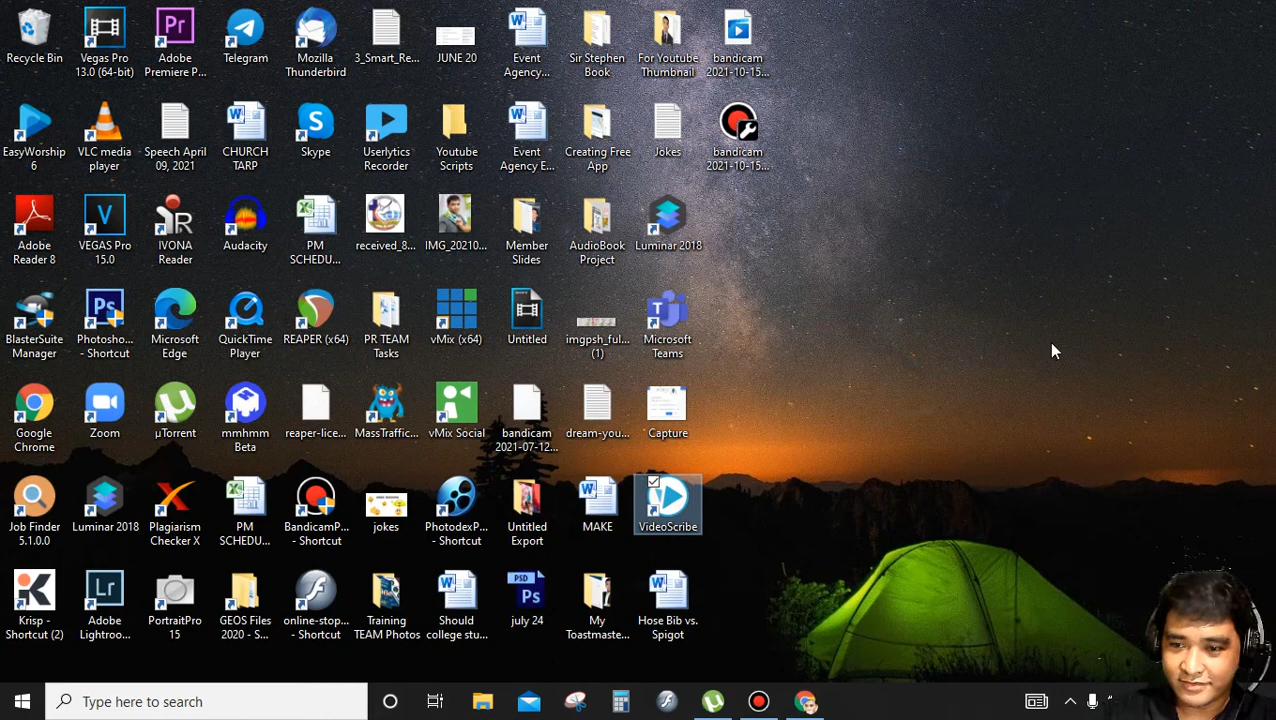 Recycle Bin
Vegas Pro
13.0 (64-bit)
Adobe
Premiere P...
Telegram
Mozilla
Thunderbird
3_Smart_Re...
JUNE 20
Event
Agency...
Sir Stephen
Book
For Youtube
Thumbnail
bandicam
2021-10-15...
EasyWorship
6
VLC media
player
Speech April
09, 2021
CHURCH
TARP
Skype
Userlytics
Recorder
Youtube
Scripts
Event
Agency E...
Creating Free
App
Jokes
bandicam
2021-10-15...
Adobe
Reader 8
VEGAS Pro
15.0
IVONA
Reader
Audacity
PM
SCHEDU...
received_8...
IMG_20210...
Member
Slides
AudioBook
Project
Luminar 2018
BlasterSuite
Manager
Photosho...
- Shortcut
Microsoft
Edge
QuickTime
Player
REAPER (x64)
PR TEAM
Tasks
vMix (x64)
Untitled
imgpsh_ful...
(1)
Microsoft
Teams
Google
Chrome
Zoom
µTorrent
mmhmm
Beta
reaper-lice...
MassTraffic...
vMix Social
bandicam
2021-07-12...
dream-you...
Capture
Job Finder
5.1.0.0
Luminar 2018
Plagiarism
Checker X
PM
SCHEDU...
BandicamP...
- Shortcut
jokes
PhotodexP...
- Shortcut
Untitled
Export
MAKE
VideoScribe
Krisp -
Shortcut (2)
Adobe
Lightroo...
PortraitPro
15
GEOS Files
2020 - S...
online-stop...
- Shortcut
Training
TEAM Photos
Should
college stu...
PSD
Ps
july 24
My
Toastmaste...
Hose Bib vs.
Spigot
Type here to search